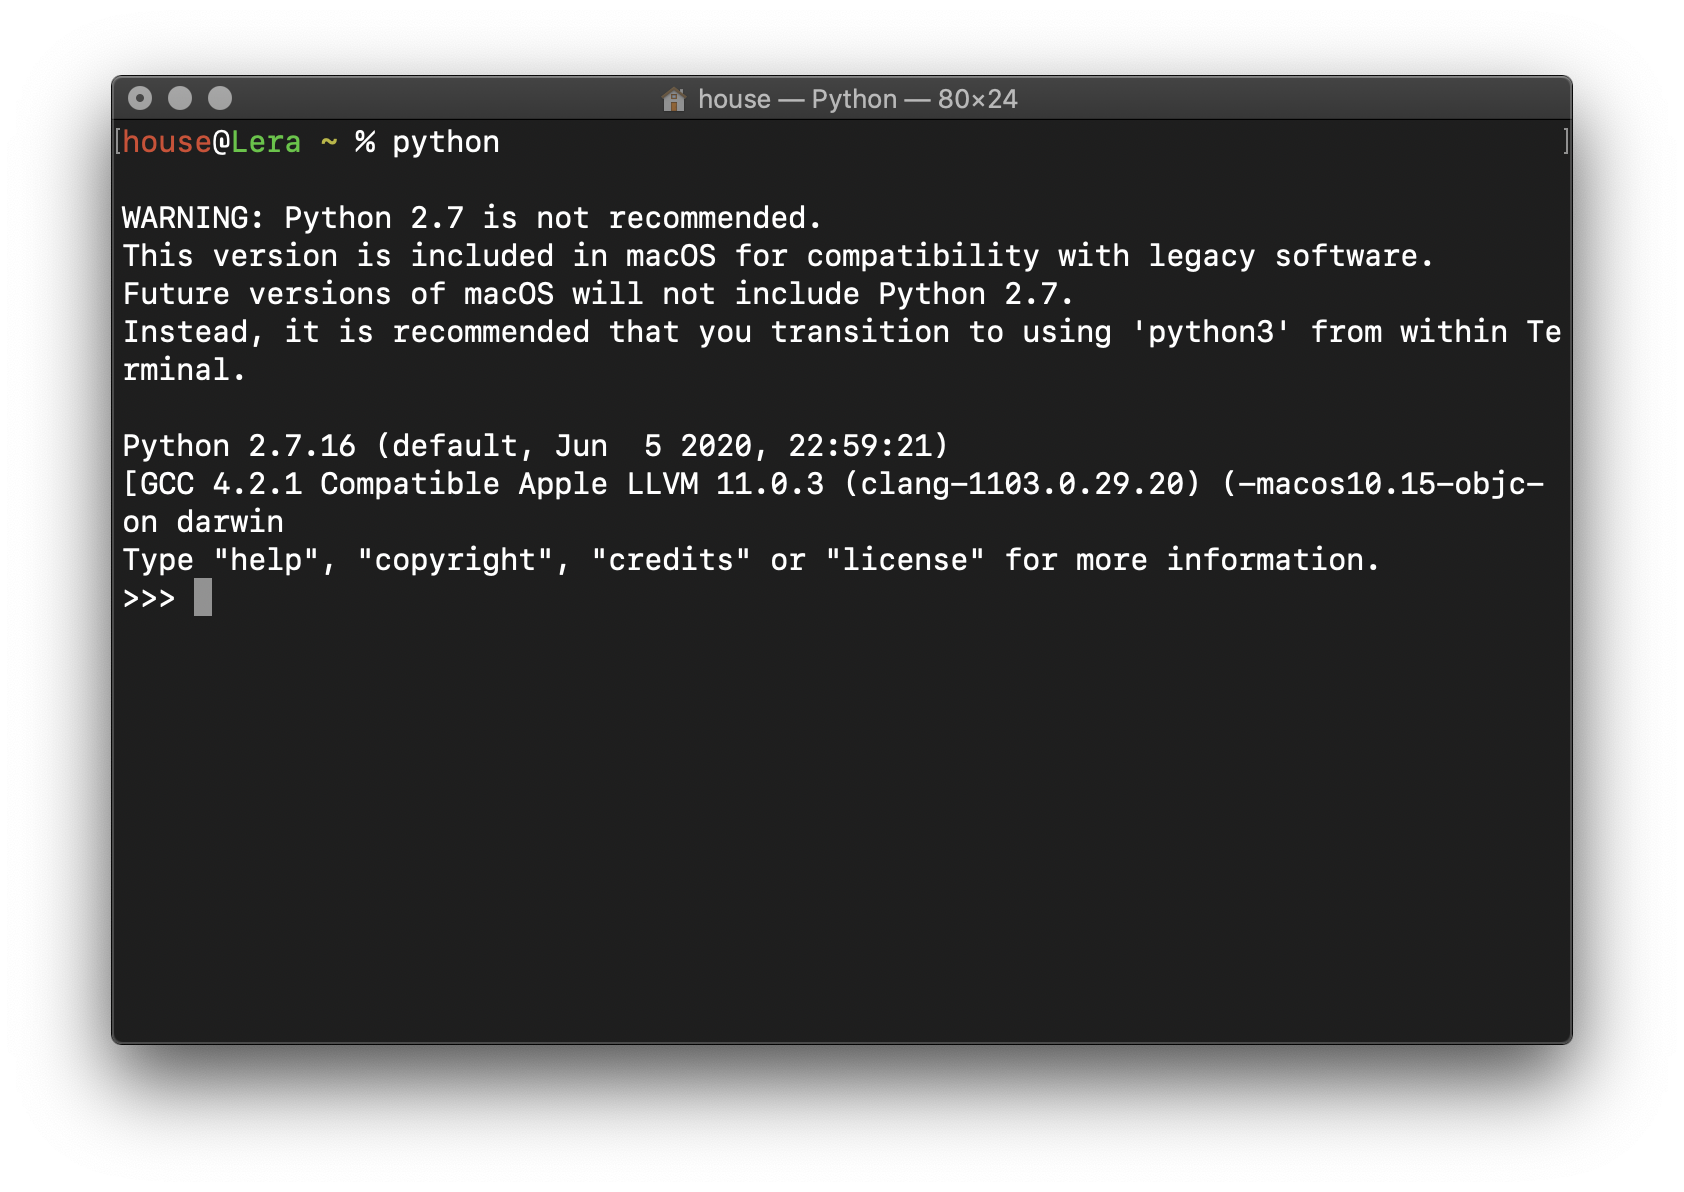 house — Python — 80×24
[house@Lera ~ % python ]
WARNING: Python 2.7 is not recommended.
This version is included in macOS for compatibility with legacy software.
Future versions of macOS will not include Python 2.7.
Instead, it is recommended that you transition to using 'python3' from within Te
rminal.
Python 2.7.16 (default, Jun  5 2020, 22:59:21)
[GCC 4.2.1 Compatible Apple LLVM 11.0.3 (clang-1103.0.29.20) (-macos10.15-objc-
on darwin
Type "help", "copyright", "credits" or "license" for more information.
>>>